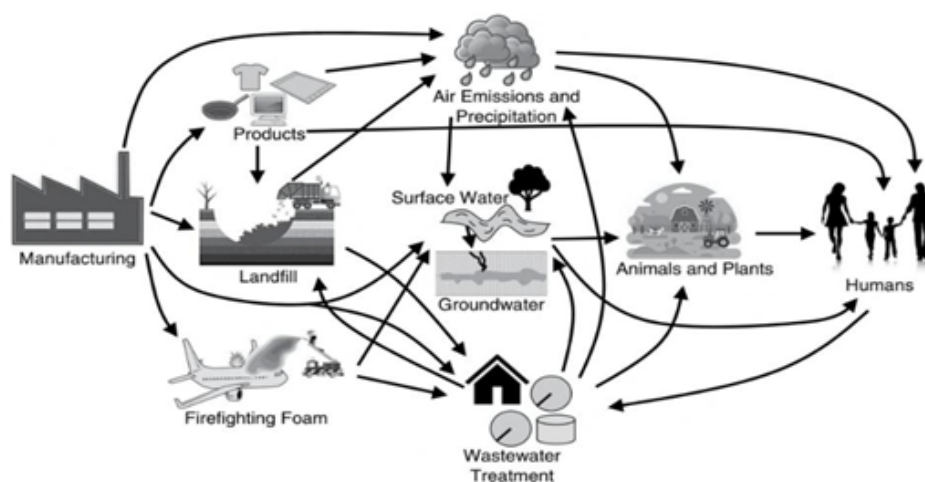 Air Emissions and
Precipitation
Products
Surface Water
Manufacturing
Landfill
Groundwater
Animals and Plants
Humans
Firefighting Foam
Wastewater
Treatment